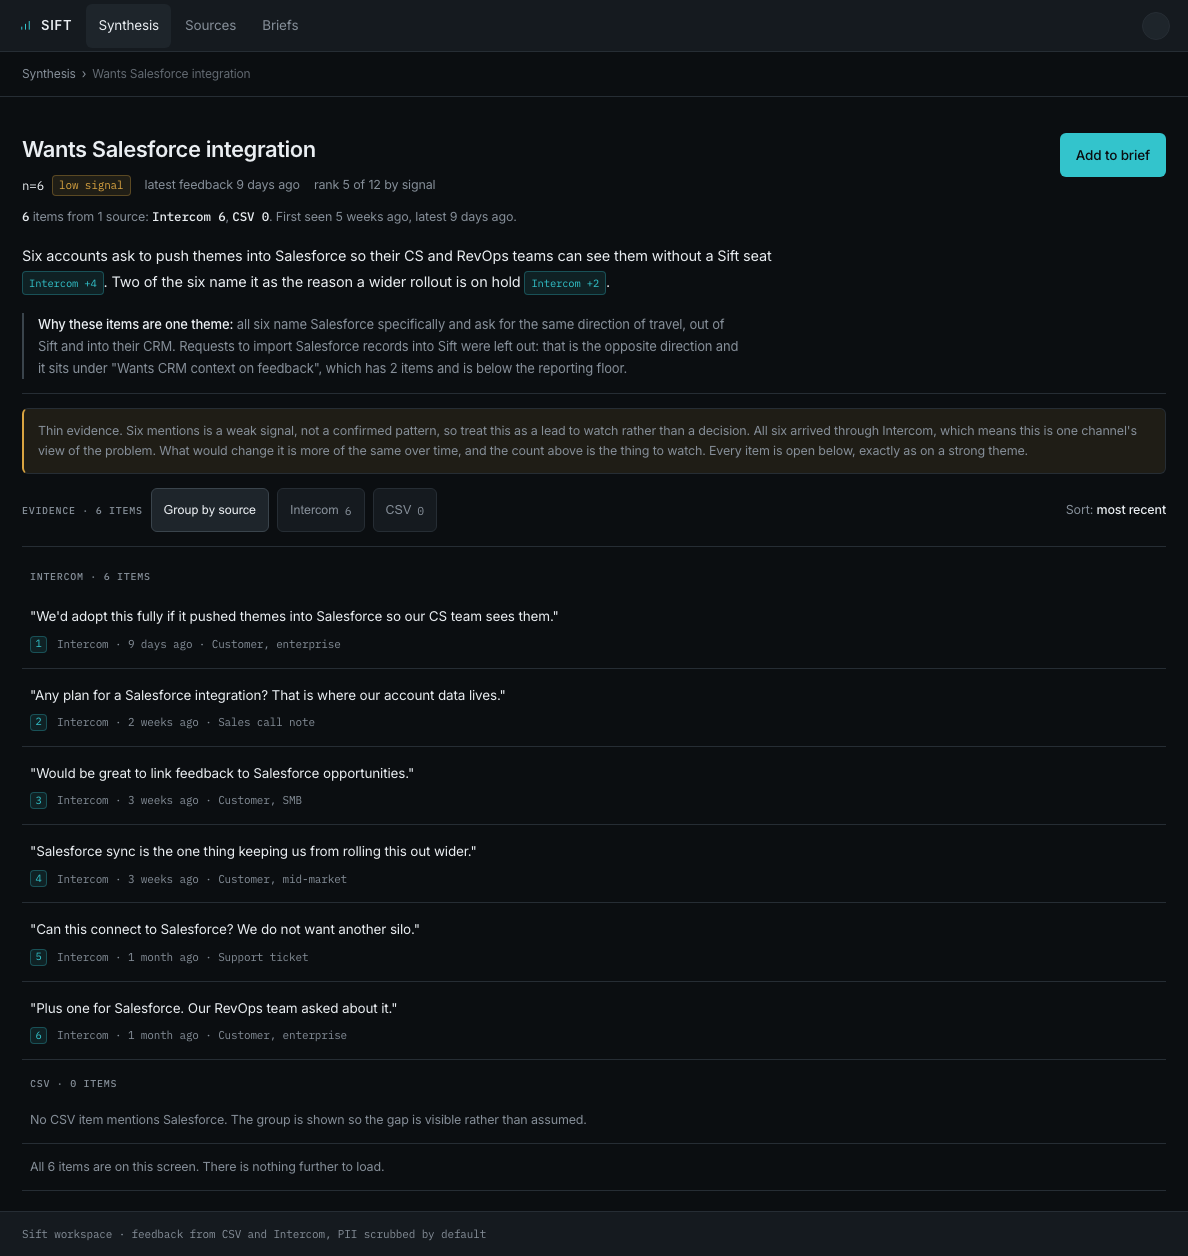 SIFT Synthesis Sources Briefs
Synthesis › Wants Salesforce integration
Wants Salesforce integration
Add to brief
n=6 low signal latest feedback 9 days ago rank 5 of 12 by signal
6 items from 1 source: Intercom 6, CSV 0. First seen 5 weeks ago, latest 9 days ago.
Six accounts ask to push themes into Salesforce so their CS and RevOps teams can see them without a Sift seat
Intercom +4. Two of the six name it as the reason a wider rollout is on hold Intercom +2.
Why these items are one theme: all six name Salesforce specifically and ask for the same direction of travel, out of
Sift and into their CRM. Requests to import Salesforce records into Sift were left out: that is the opposite direction and
it sits under "Wants CRM context on feedback", which has 2 items and is below the reporting floor.
Thin evidence. Six mentions is a weak signal, not a confirmed pattern, so treat this as a lead to watch rather than a decision. All six arrived through Intercom, which means this is one channel's
view of the problem. What would change it is more of the same over time, and the count above is the thing to watch. Every item is open below, exactly as on a strong theme.
EVIDENCE · 6 ITEMS Group by source Intercom 6 CSV 0 Sort: most recent
INTERCOM · 6 ITEMS
"We'd adopt this fully if it pushed themes into Salesforce so our CS team sees them."
1 Intercom · 9 days ago · Customer, enterprise
"Any plan for a Salesforce integration? That is where our account data lives."
2 Intercom · 2 weeks ago · Sales call note
"Would be great to link feedback to Salesforce opportunities."
3 Intercom · 3 weeks ago · Customer, SMB
"Salesforce sync is the one thing keeping us from rolling this out wider."
4 Intercom · 3 weeks ago · Customer, mid-market
"Can this connect to Salesforce? We do not want another silo."
5 Intercom · 1 month ago · Support ticket
"Plus one for Salesforce. Our RevOps team asked about it."
6 Intercom · 1 month ago · Customer, enterprise
CSV · 0 ITEMS
No CSV item mentions Salesforce. The group is shown so the gap is visible rather than assumed.
All 6 items are on this screen. There is nothing further to load.
Sift workspace · feedback from CSV and Intercom, PII scrubbed by default